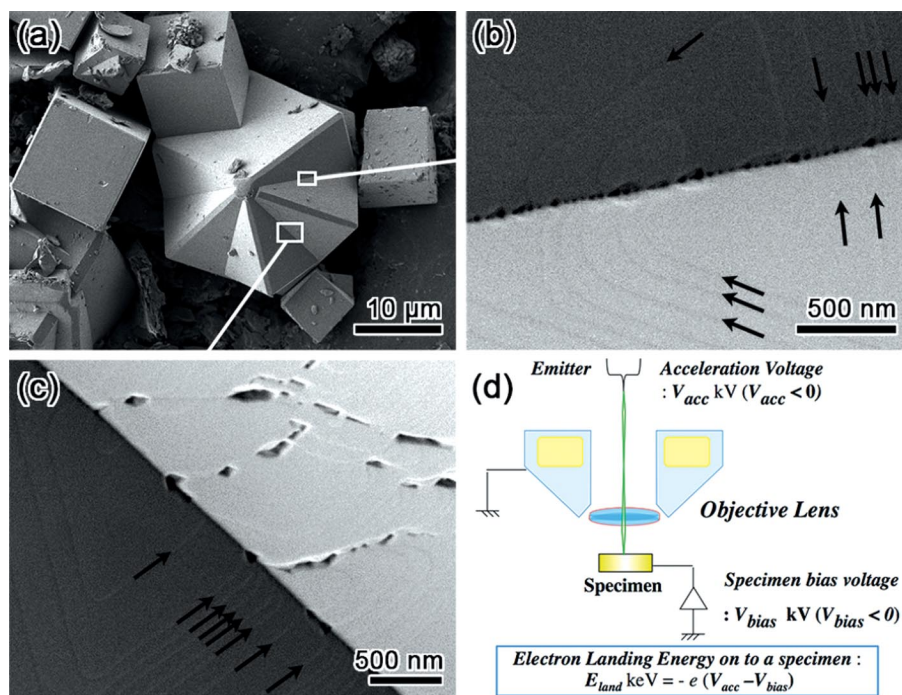 (a)
10 µm
(b)
500 nm
(c)
500 nm
(d)
Emitter
Acceleration Voltage
: Vacc kV (Vacc < 0)
Objective Lens
Specimen
Specimen bias voltage
: Vbias kV (Vbias < 0)
Electron Landing Energy on to a specimen :
Eland keV = - e (Vacc –Vbias)